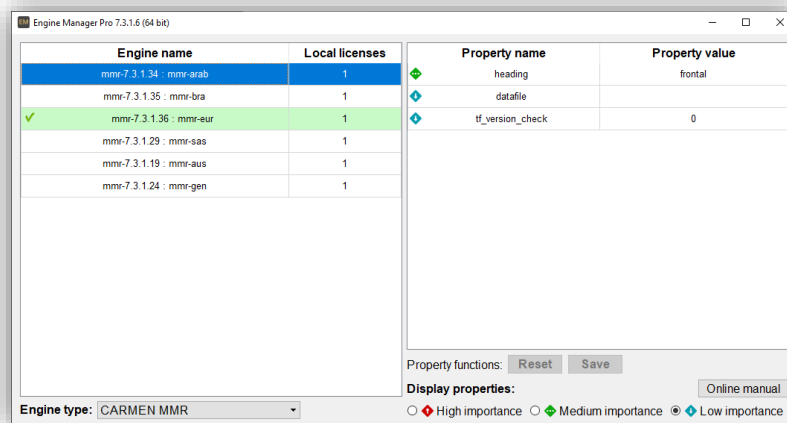 EM Engine Manager Pro 7.3.1.6 (64 bit)
Engine name Local licenses
mmr-7.3.1.34 : mmr-arab 1
mmr-7.3.1.35 : mmr-bra 1
mmr-7.3.1.36 : mmr-eur 1
mmr-7.3.1.29 : mmr-sas 1
mmr-7.3.1.19 : mmr-aus 1
mmr-7.3.1.24 : mmr-gen 1
Property name Property value
heading frontal
datafile
tf_version_check 0
Property functions: Reset Save
Display properties: Online manual
Engine type: CARMEN MMR
High importance Medium importance Low importance